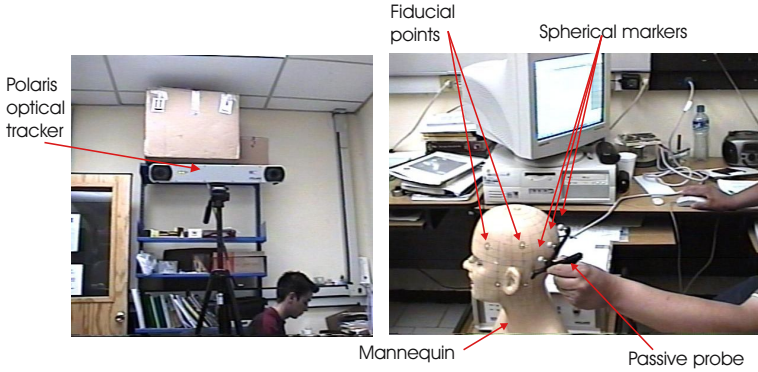 Polaris
optical
tracker
Fiducial
points
Spherical markers
Mannequin
Passive probe